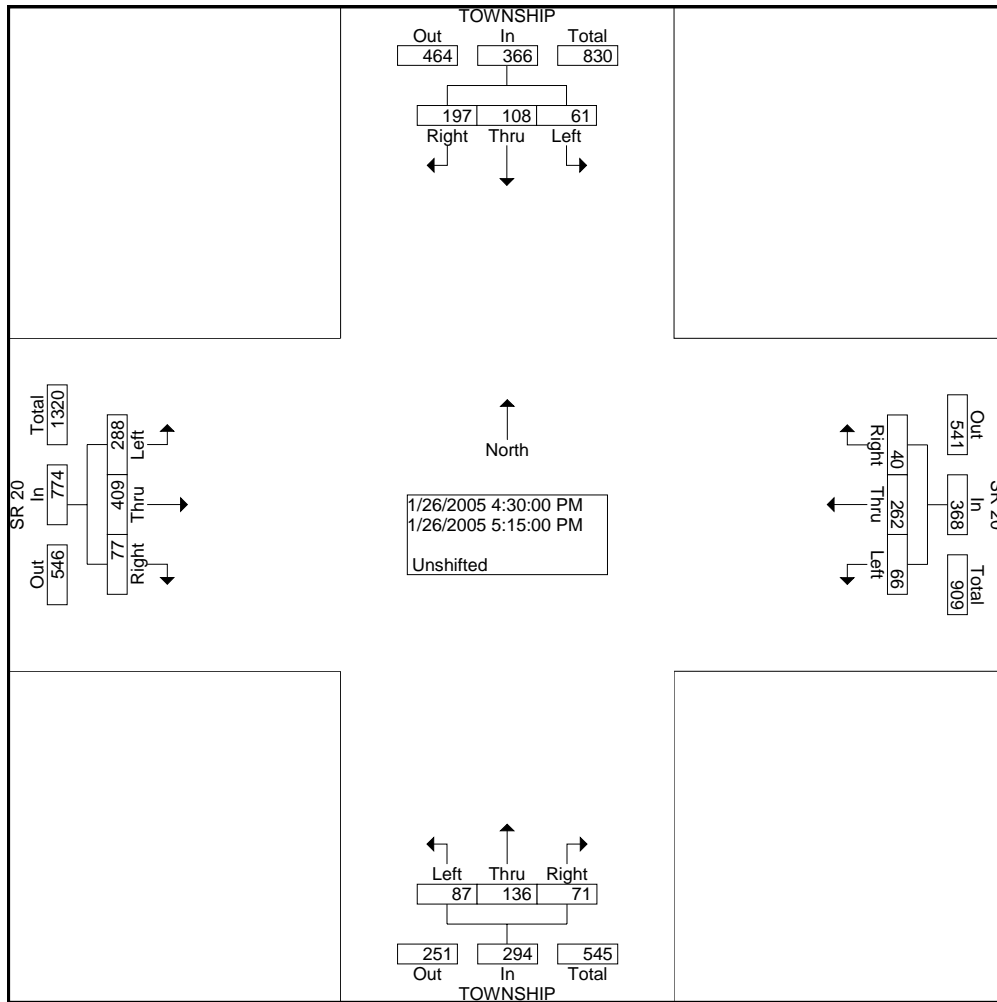 TOWNSHIP
Out In Total
464 366 830
197 108 61
Right Thru Left
SR 20
Total 1320
In 774
Out 546
288 409 77
Left Thru Right
North
1/26/2005 4:30:00 PM
1/26/2005 5:15:00 PM
Unshifted
Right Thru Left
40 262 66
Out 541
In 368
Total 909
SR 20
Left Thru Right
87 136 71
251 294 545
Out In Total
TOWNSHIP